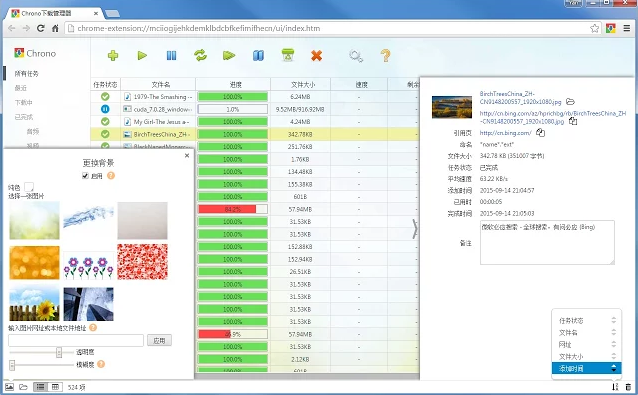 Chrono下载管理器
chrome-extension://mciiogijehkdemklbdcbfkefimifhecn/ui/index.htm
Chrono
所有任务
最近
下载中
已完成
音频
视频
任务状态 文件名 进度 文件大小 速度 剩余
1979-The Smashing --- 100.0% 6.24MB
cuda_7.0.28_window--- 1.0% 9.52MB/916.92MB
My Girl-The Jesus a--- 100.0% 4.24MB
BirchTreesChina_ZH--- 100.0% 342.78KB
100.0% 251.76KB
100.0% 1.76KB
100.0% 134.48KB
100.0% 155.38KB
100.0% 601B
57.94MB
100.0% 31.53KB
100.0% 31.53KB
100.0% 152.88KB
100.0% 152.94KB
100.0% 26.51KB
100.0% 31.53KB
100.0% 31.53KB
100.0% 31.53KB
100.0% 31.53KB
57.94MB
100.0% 31.53KB
100.0% 2.12KB
100.0% 601B
更换背景
启用
纯色
选择一张图片
输入图片网址或本地文件地址
应用
透明度
模糊度
524 项
BirchTreesChina_ZH-
CN9148200557_1920x1080.jpg
http://cn.bing.com/az/hprichbg/rb/BirchTreesChina_ZH-
CN9148200557_1920x1080.jpg
引用页 http://cn.bing.com/
命名 *name*.*ext*
文件大小 342.78 KB (351007 字节)
任务状态 已完成
平均速度 63.22 KB/s
添加时间 2015-09-14 21:04:57
已用时 00:00:05
完成时间 2015-09-14 21:05:03
备注 微软必应搜索 - 全球搜索，有问必应 (Bing)
任务状态
文件名
网址
文件大小
添加时间